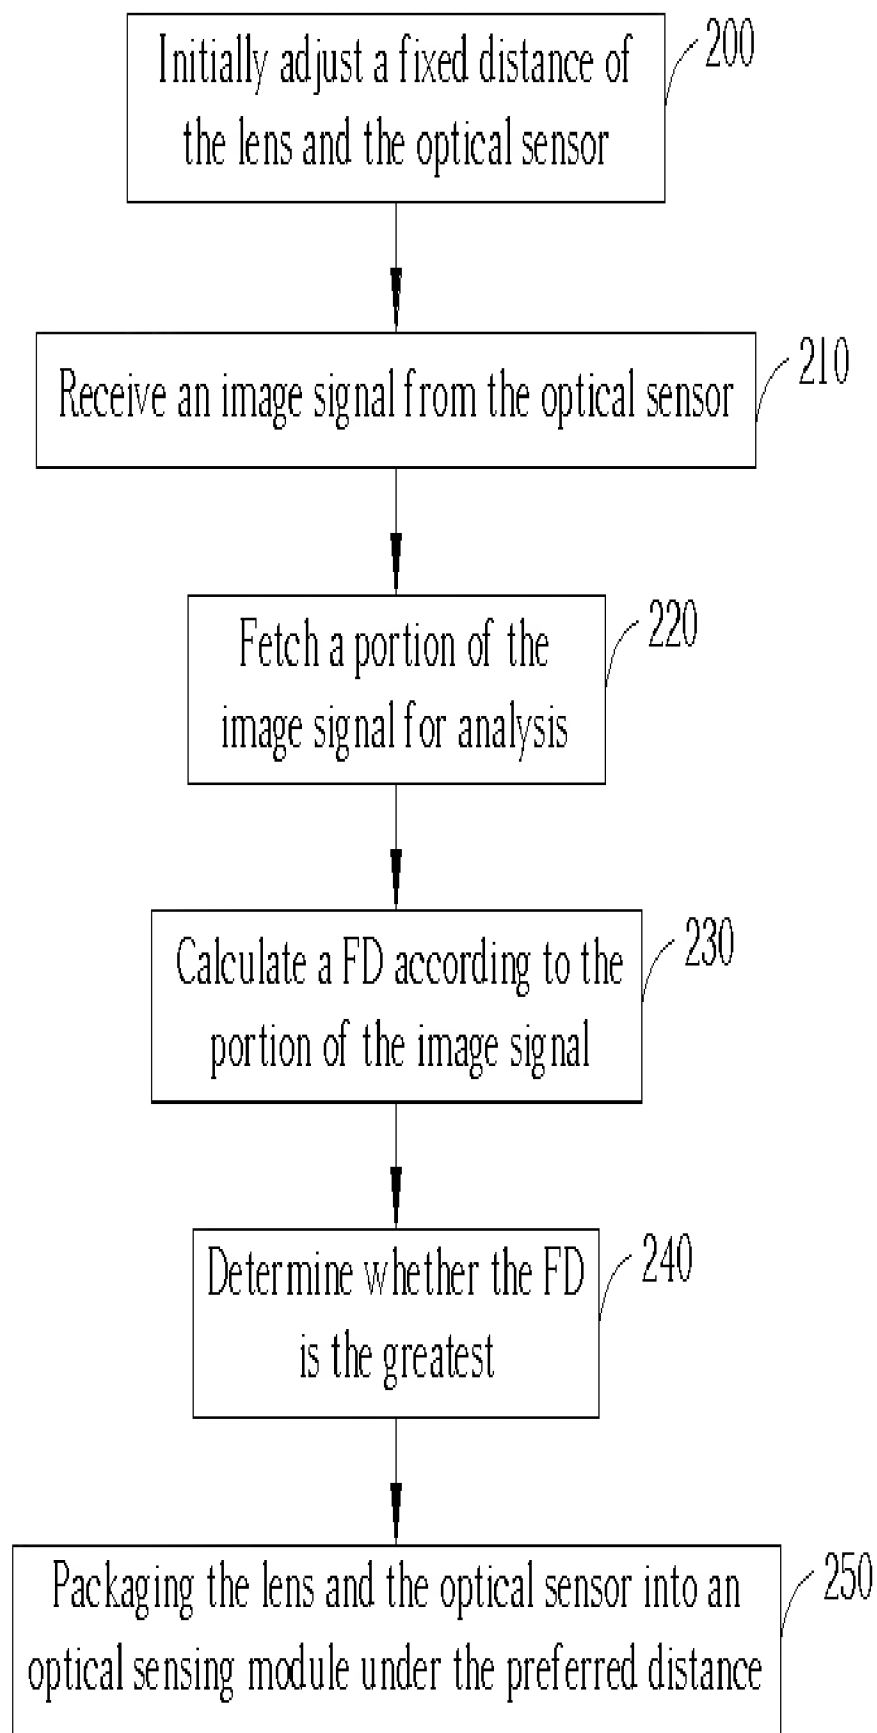 Initially adjust a fixed distance of
the lens and the optical sensor
200
Receive an image signal from the optical sensor
210
Fetch a portion of the
image signal for analysis
220
Calculate a FD according to the
portion of the image signal
230
Determine whether the FD
is the greatest
240
Packaging the lens and the optical sensor into an
optical sensing module under the preferred distance
250